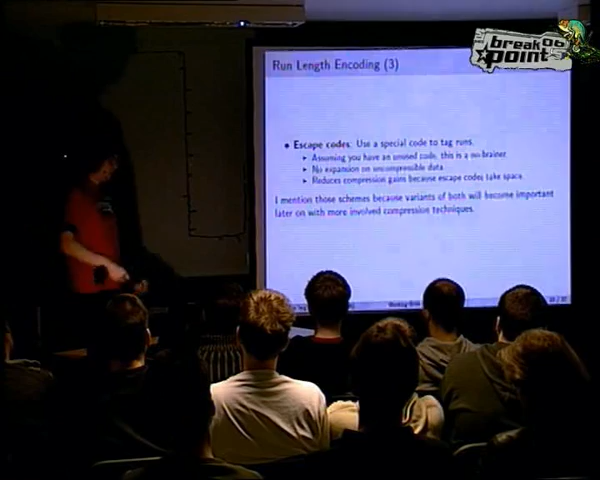 break 06
point
Run Length Encoding (3)
• Escape codes: Use a special code to tag runs.
Assuming you have an unused code, this is a no-brainer
No expansion on uncompressible data
Reduces compression gains because escape codes take space
I mention those schemes because variants of both will become important
later on with more involved compression techniques.